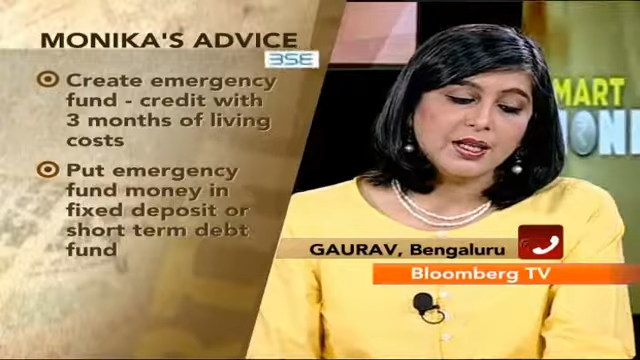 MONIKA'S ADVICE
BSE
Create emergency
fund - credit with
3 months of living
costs
Put emergency
fund money in
fixed deposit or
short term debt
fund
MART
GAURAV, Bengaluru
Bloomberg TV